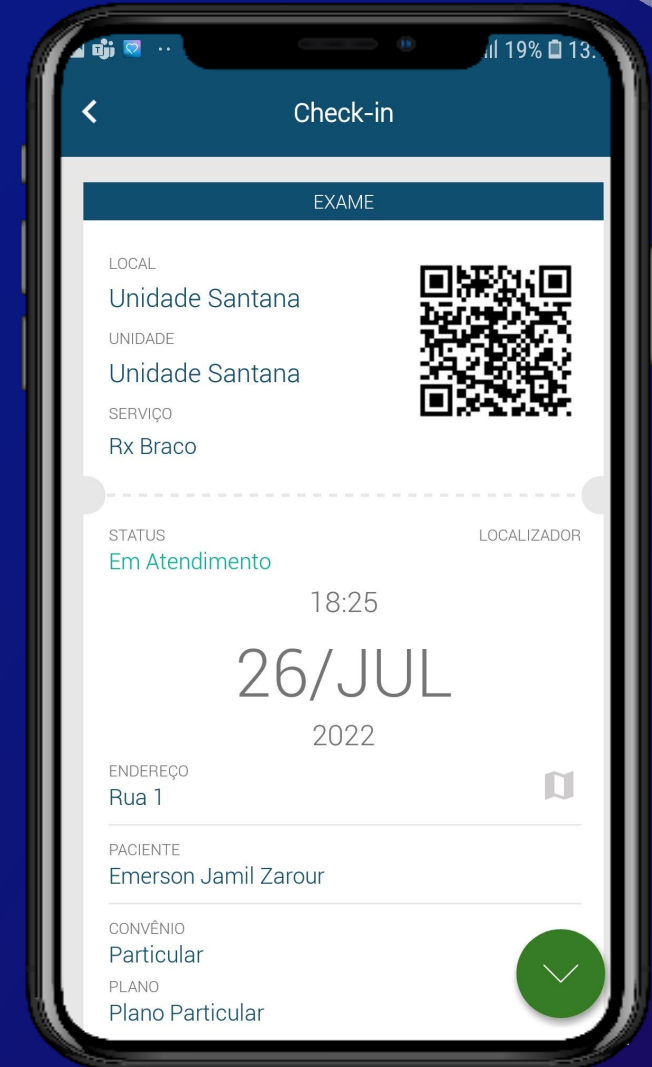 19% 13:
Check-in
EXAME
LOCAL
Unidade Santana
UNIDADE
Unidade Santana
SERVIÇO
Rx Braco
STATUS
LOCALIZADOR
Em Atendimento
18:25
26/JUL
2022
ENDEREÇO
Rua 1
PACIENTE
Emerson Jamil Zarour
CONVÊNIO
Particular
PLANO
Plano Particular